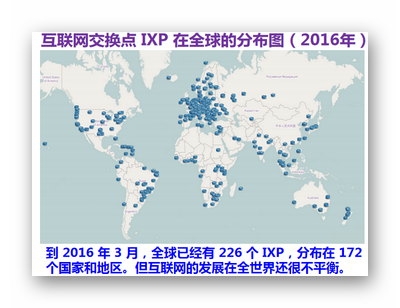 互联网交换点 IXP 在全球的分布图（2016年）
到 2016 年 3 月，全球已经有 226 个 IXP，分布在 172
个国家和地区。但互联网的发展在全世界还很不平衡。